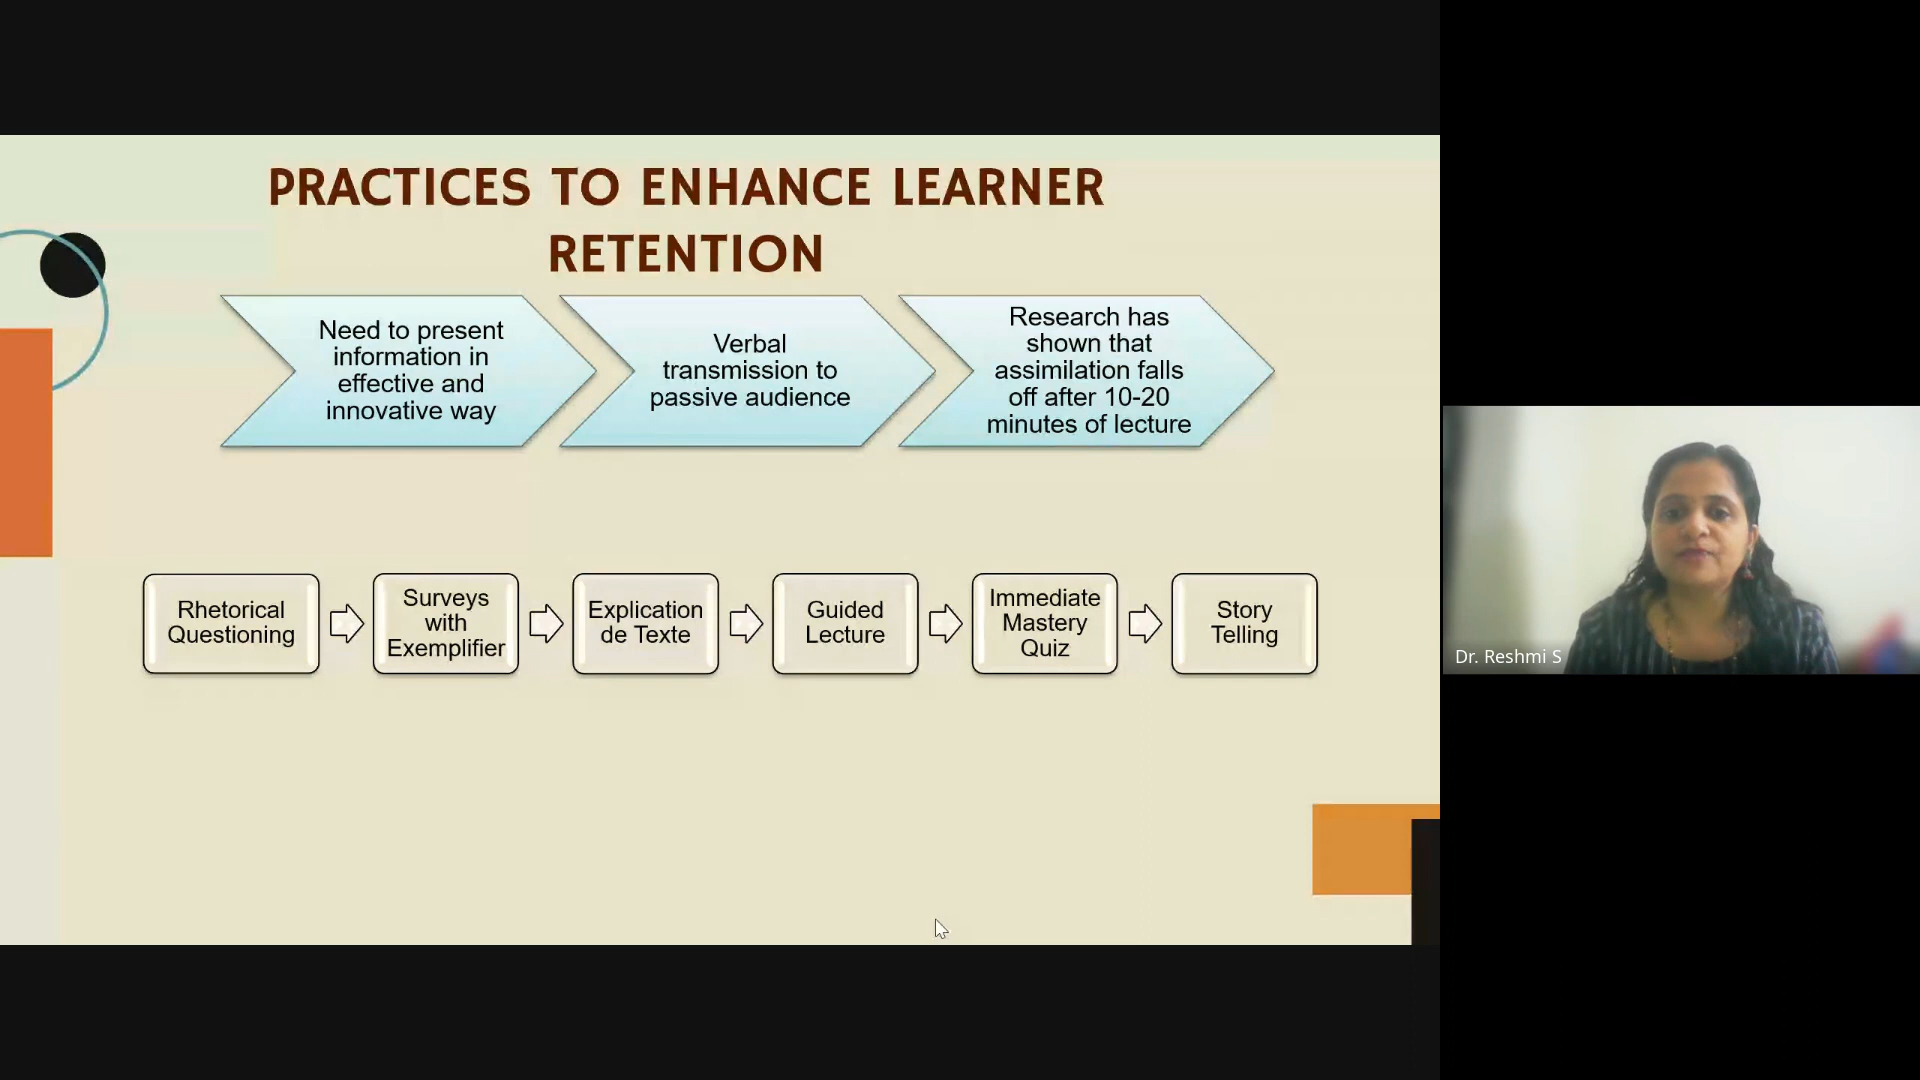 PRACTICES TO ENHANCE LEARNER
RETENTION
Need to present
information in
effective and
innovative way
Verbal
transmission to
passive audience
Research has
shown that
assimilation falls
off after 10-20
minutes of lecture
Rhetorical
Questioning
Surveys
with
Exemplifier
Explication
de Texte
Guided
Lecture
Immediate
Mastery
Quiz
Story
Telling
Dr. Reshmi S